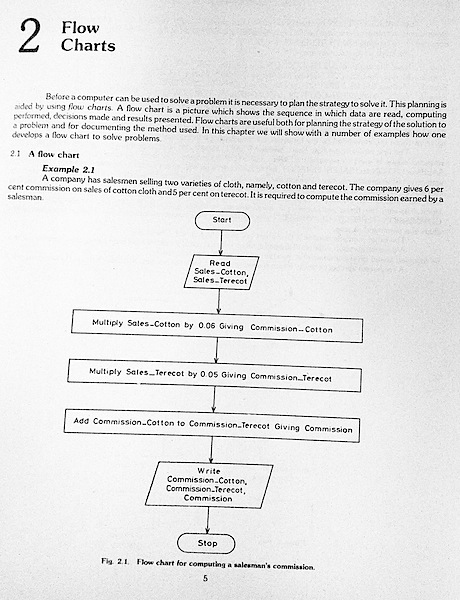 2 Flow
Charts
Before a computer can be used to solve a problem it is necessary to plan the strategy to solve it. This planning is
aided by using flow charts. A flow chart is a picture which shows the sequence in which data are read, computing
performed, decisions made and results presented. Flow charts are useful both for planning the strategy of the solution to
a problem and for documenting the method used. In this chapter we will show with a number of examples how one
develops a flow chart to solve problems.
2.1 A flow chart
Example 2.1
A company has salesmen selling two varieties of cloth, namely, cotton and terecot. The company gives 6 per
cent commission on sales of cotton cloth and 5 per cent on terecot. It is required to compute the commission earned by a
salesman.
Start
Read
Sales_Cotton,
Sales_Terecot
Multiply Sales_Cotton by 0.06 Giving Commission_Cotton
Multiply Sales_Terecot by 0.05 Giving Commission_Terecot
Add Commission_Cotton to Commission_Terecot Giving Commission
Write
Commission_Cotton,
Commission_Terecot,
Commission
Stop
Fig. 2.1. Flow chart for computing a salesman's commission.
5